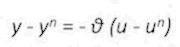 y - yⁿ = - ϑ (u - uⁿ)